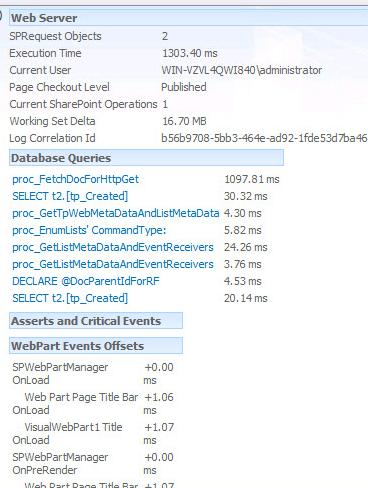 Web Server
SPRequest Objects 2
Execution Time 1303.40 ms
Current User WIN-VZVL4QWI840\administrator
Page Checkout Level Published
Current SharePoint Operations 1
Working Set Delta 16.70 MB
Log Correlation Id b56b9708-5bb3-464e-ad92-1fde53d7ba46
Database Queries
proc_FetchDocForHttpGet 1097.81 ms
SELECT t2.[tp_Created] 30.32 ms
proc_GetTpWebMetaDataAndListMetaData 4.30 ms
proc_EnumLists' CommandType: 5.82 ms
proc_GetListMetaDataAndEventReceivers 24.26 ms
proc_GetListMetaDataAndEventReceivers 3.76 ms
DECLARE @DocParentIdForRF 4.53 ms
SELECT t2.[tp_Created] 20.14 ms
Asserts and Critical Events
WebPart Events Offsets
SPWebPartManager +0.00
OnLoad ms
Web Part Page Title Bar +1.06
OnLoad ms
VisualWebPart1 Title +1.07
OnLoad ms
SPWebPartManager +0.00
OnPreRender ms
Web Part Page Title Bar +1.07